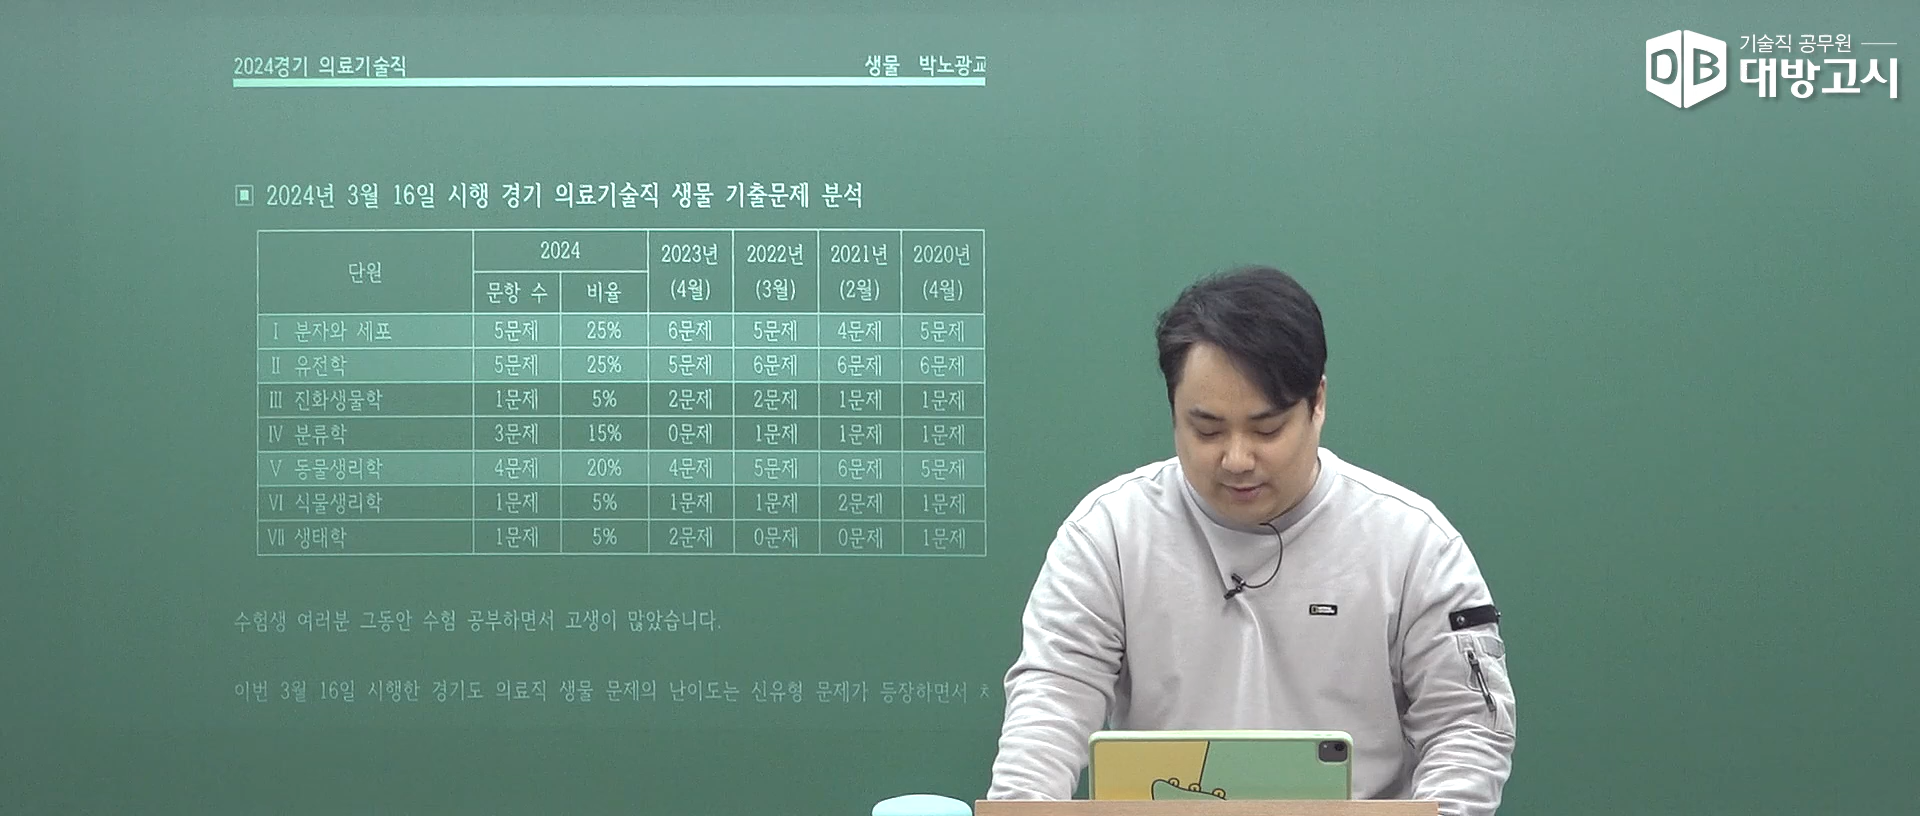 2024경기 의료기술직 생물 박노광교
기술직 공무원
DB 대방고시
▣ 2024년 3월 16일 시행 경기 의료기술직 생물 기출문제 분석
단원 2024 2023년 (4월) 2022년 (3월) 2021년 (2월) 2020년 (4월)
문항 수 비율
Ⅰ 분자와 세포 5문제 25% 6문제 5문제 4문제 5문제
Ⅱ 유전학 5문제 25% 5문제 6문제 6문제 6문제
Ⅲ 진화생물학 1문제 5% 2문제 2문제 1문제 1문제
Ⅳ 분류학 3문제 15% 0문제 1문제 1문제 1문제
Ⅴ 동물생리학 4문제 20% 4문제 5문제 6문제 5문제
Ⅵ 식물생리학 1문제 5% 1문제 1문제 2문제 1문제
Ⅶ 생태학 1문제 5% 2문제 0문제 0문제 1문제
수험생 여러분 그동안 수험 공부하면서 고생이 많았습니다.
이번 3월 16일 시행한 경기도 의료직 생물 문제의 난이도는 신유형 문제가 등장하면서